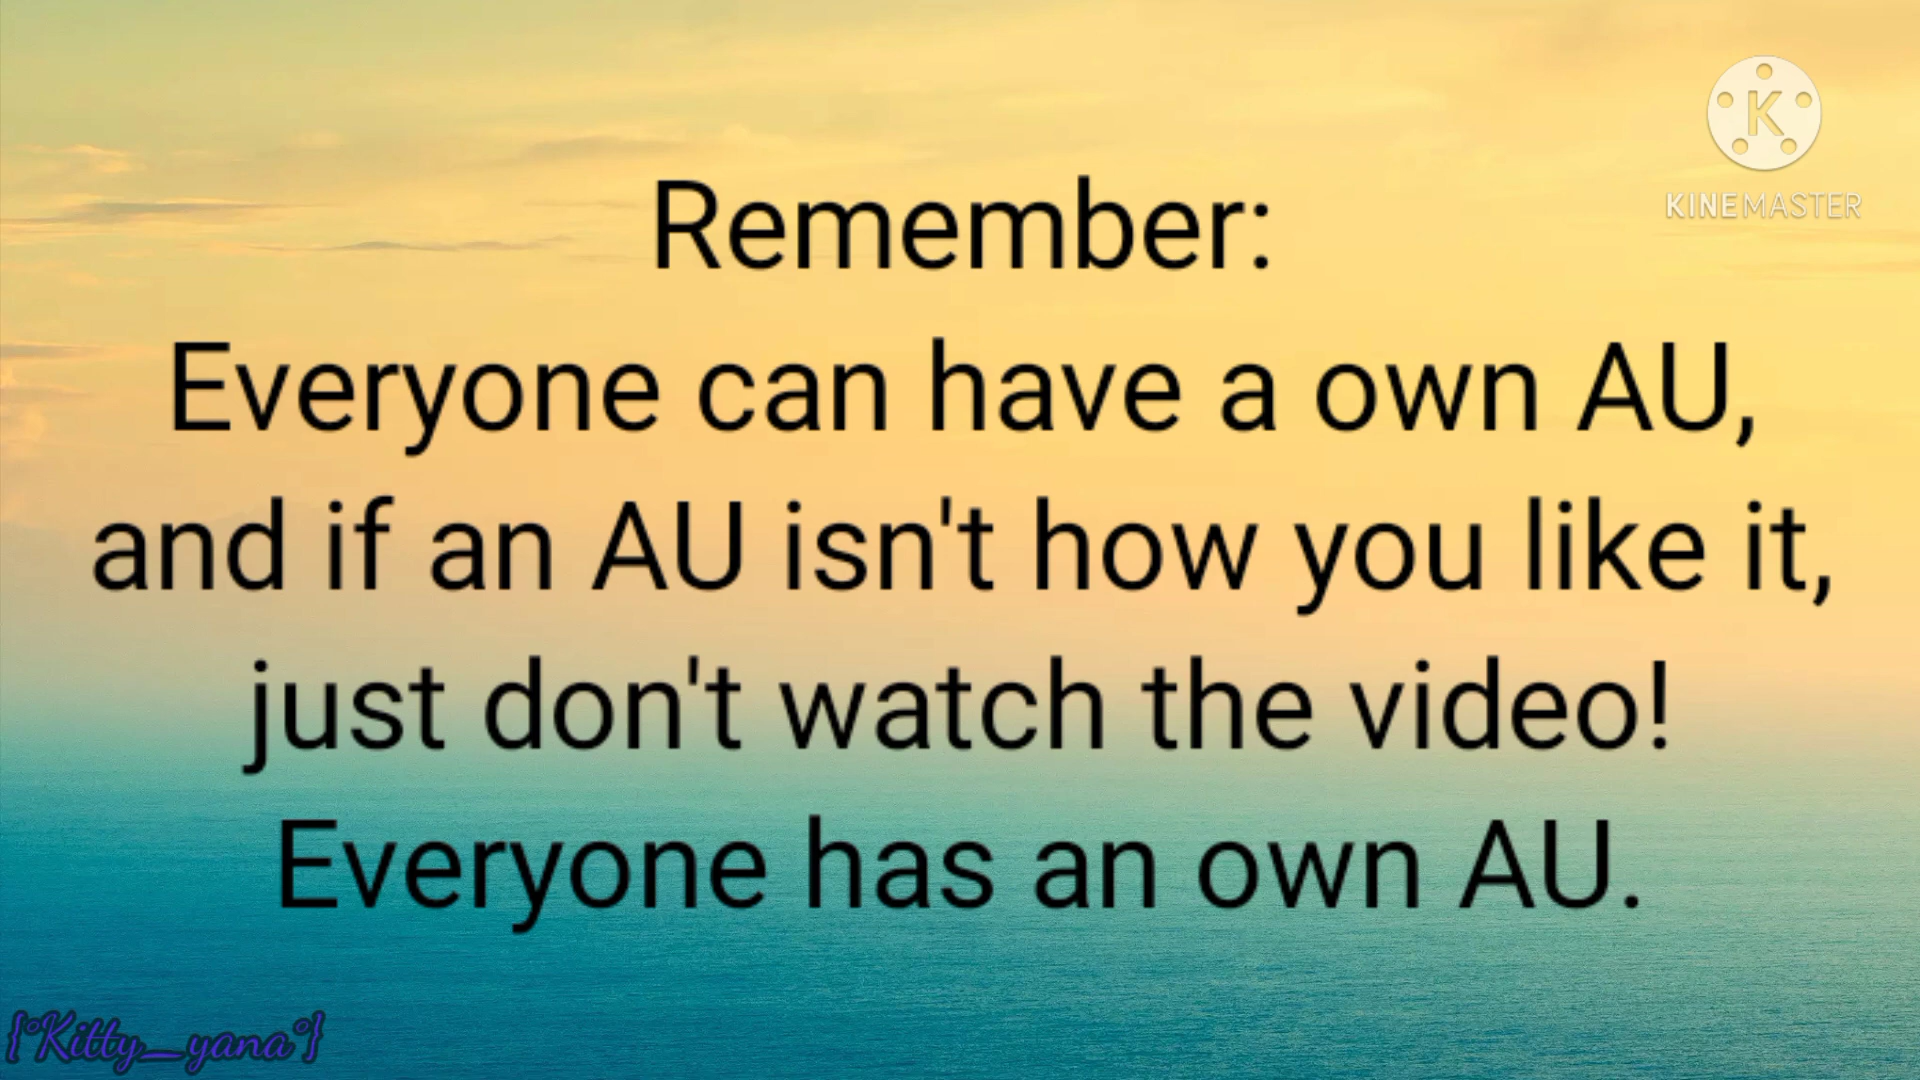 K
KINEMASTER
Remember:
Everyone can have a own AU,
and if an AU isn't how you like it,
just don't watch the video!
Everyone has an own AU.
{°Kitty_yana°}